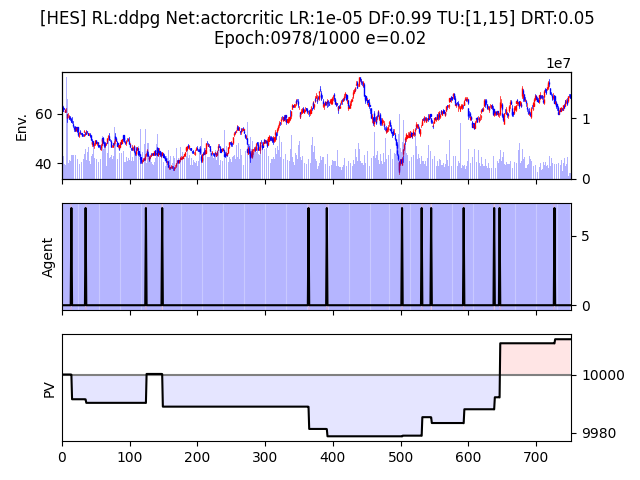 [HES] RL:ddpg Net:actorcritic LR:1e-05 DF:0.99 TU:[1,15] DRT:0.05
Epoch:0978/1000 e=0.02
1e7
Env.
60
40
1
0
Agent
5
0
PV
10000
9980
0 100 200 300 400 500 600 700